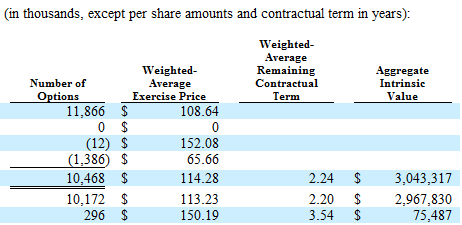 (in thousands, except per share amounts and contractual term in years):
Weighted-
Average
Weighted- Remaining Aggregate
Number of Average Contractual Intrinsic
Options Exercise Price Term Value
11,866 $ 108.64
0 $ 0
(12) $ 152.08
(1,386) $ 65.66
10,468 $ 114.28 2.24 $ 3,043,317
10,172 $ 113.23 2.20 $ 2,967,830
296 $ 150.19 3.54 $ 75,487